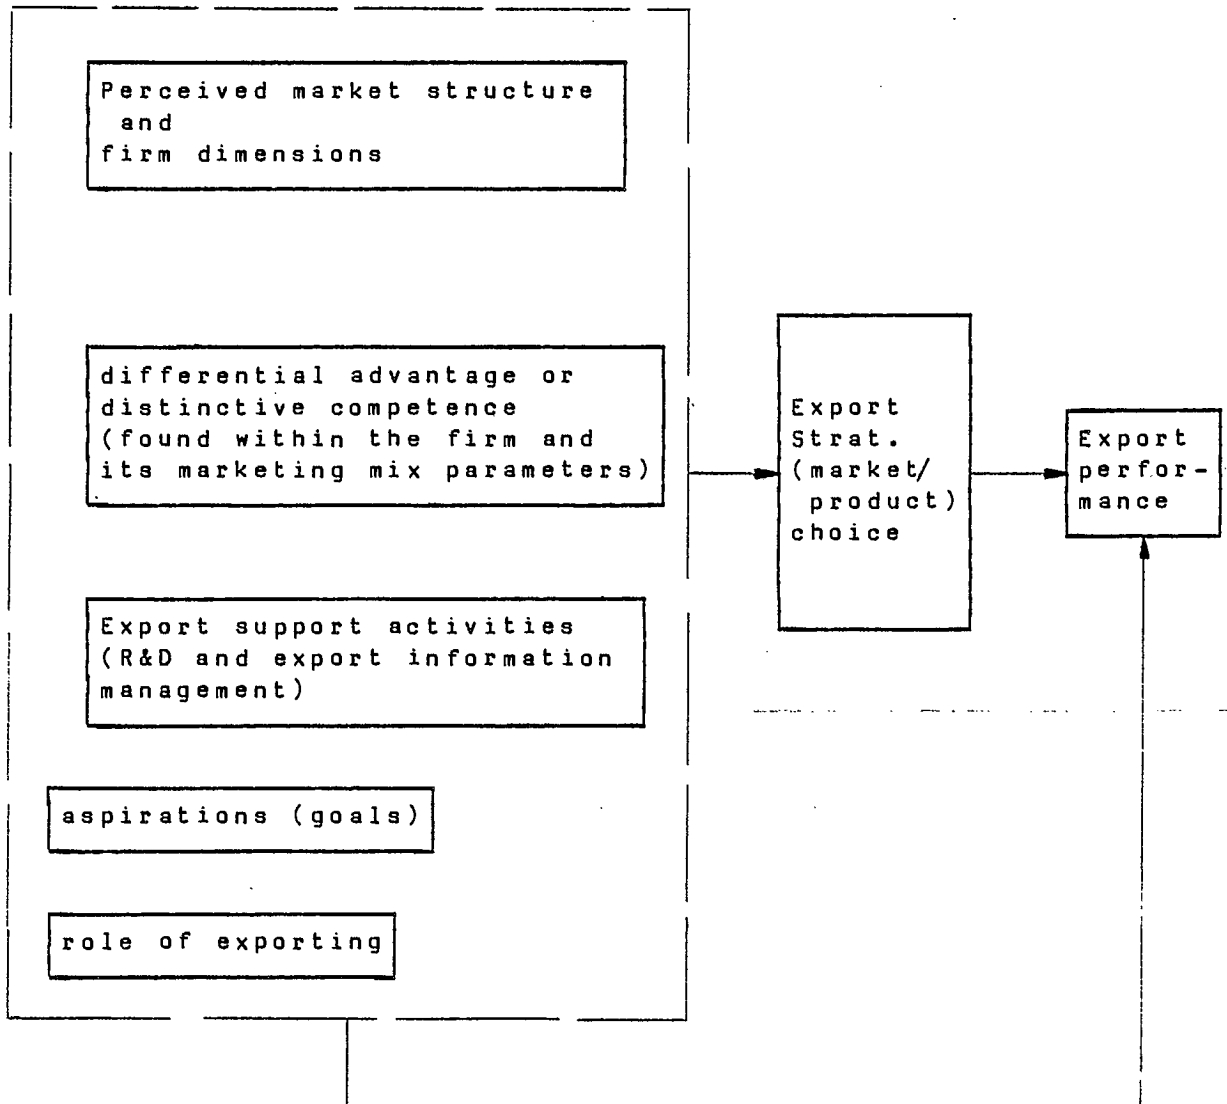 Perceived market structure
and
firm dimensions
differential advantage or
distinctive competence
(found within the firm and
its marketing mix parameters)
Export support activities
(R&D and export information
management)
aspirations (goals)
role of exporting
Export
Strat.
(market/
product)
choice
Export
perfor-
mance